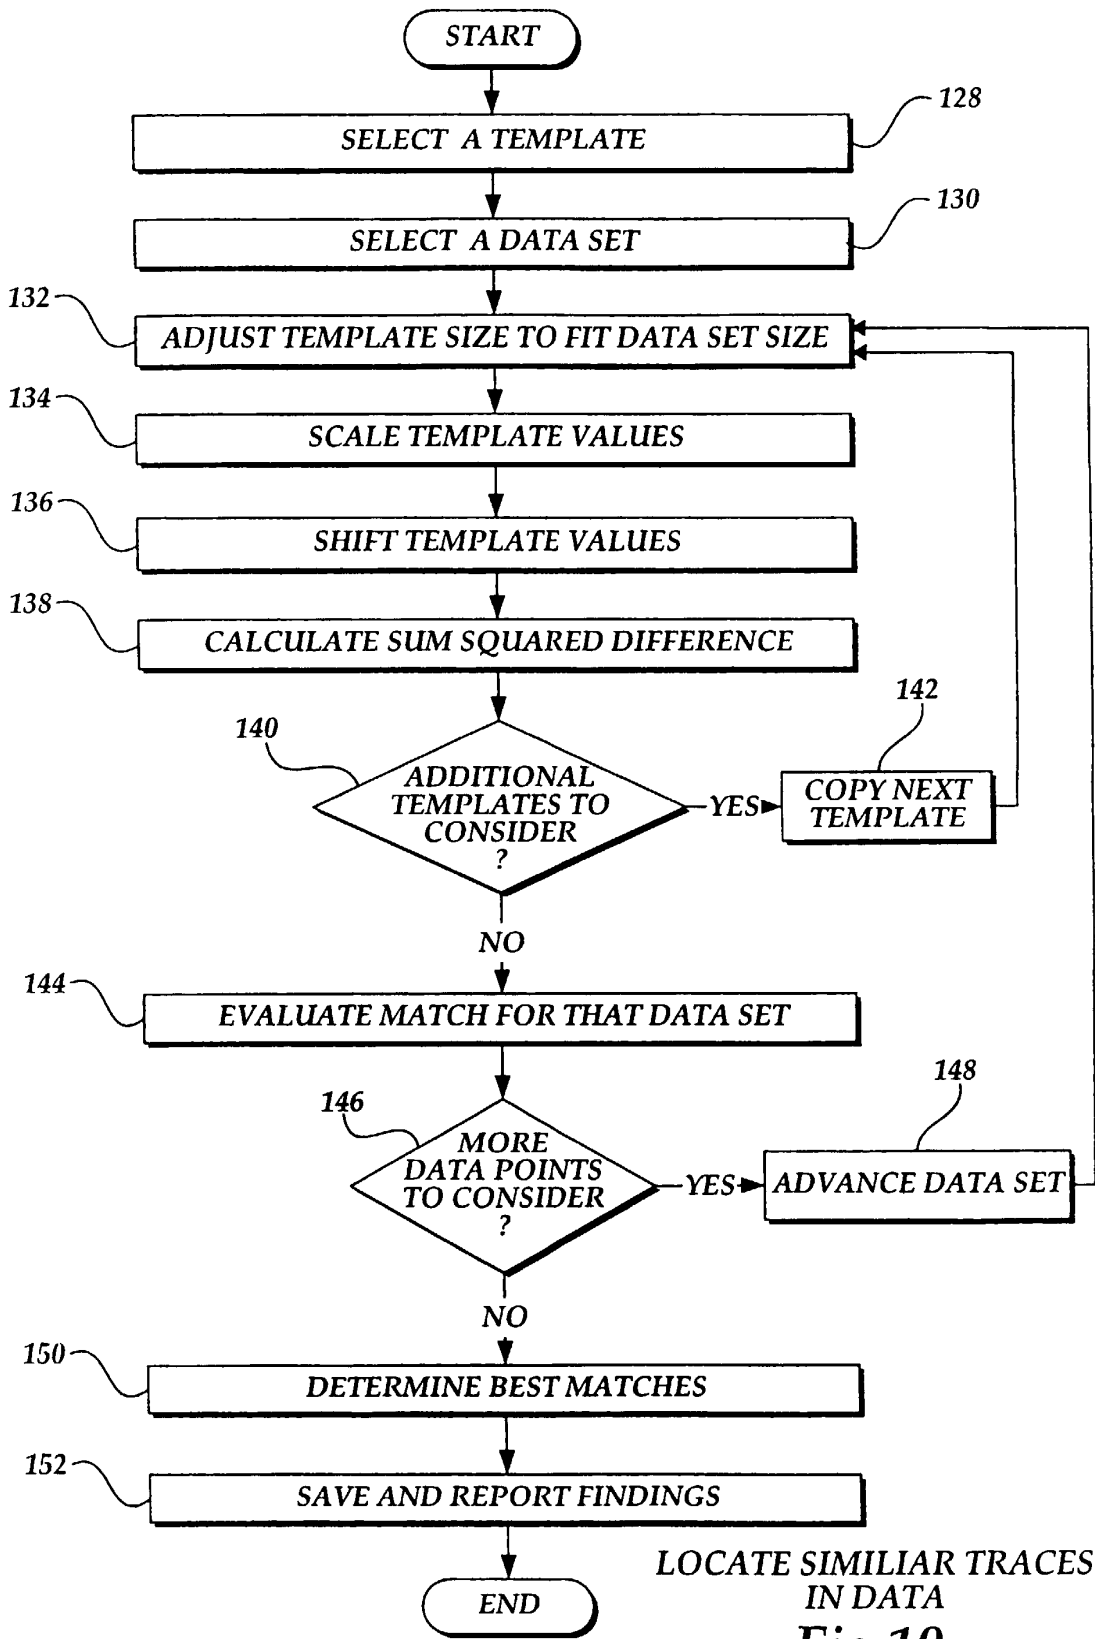 START
128
SELECT A TEMPLATE
130
SELECT A DATA SET
132
ADJUST TEMPLATE SIZE TO FIT DATA SET SIZE
134
SCALE TEMPLATE VALUES
136
SHIFT TEMPLATE VALUES
138
CALCULATE SUM SQUARED DIFFERENCE
140
ADDITIONAL
TEMPLATES TO
CONSIDER
?
YES
142
COPY NEXT
TEMPLATE
NO
144
EVALUATE MATCH FOR THAT DATA SET
146
MORE
DATA POINTS
TO CONSIDER
?
YES
148
ADVANCE DATA SET
NO
150
DETERMINE BEST MATCHES
152
SAVE AND REPORT FINDINGS
END
LOCATE SIMILIAR TRACES
IN DATA